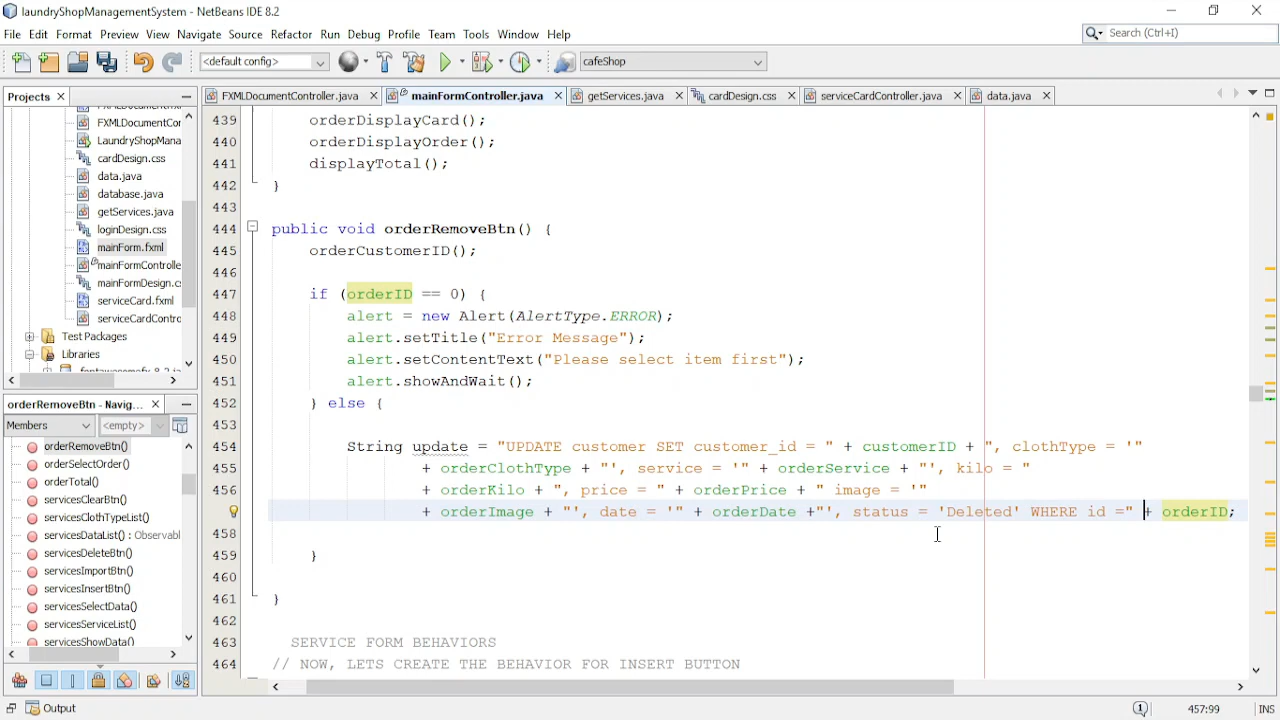 laundryShopManagementSystem - NetBeans IDE 8.2
File Edit Format Preview View Navigate Source Refactor Run Debug Profile Team Tools Window Help
Search (Ctrl+I)
<default config>
cafeShop
Projects
FXMLDocumentController.java
mainFormController.java
getServices.java
cardDesign.css
serviceCardController.java
data.java
FXMLDocumentCor
LaundryShopMana
cardDesign.css
data.java
database.java
getServices.java
loginDesign.css
mainForm.fxml
mainFormControlle
mainFormDesign.cs
serviceCard.fxml
serviceCardContro
Test Packages
Libraries
orderRemoveBtn - Navig...
Members
<empty>
orderRemoveBtn()
orderSelectOrder()
orderTotal()
servicesClearBtn()
servicesClothTypeList()
servicesDataList() : Observabl
servicesDeleteBtn()
servicesImportBtn()
servicesInsertBtn()
servicesSelectData()
servicesServiceList()
servicesShowData()
439 orderDisplayCard();
440 orderDisplayOrder();
441 displayTotal();
442 }
443
444 public void orderRemoveBtn() {
445 orderCustomerID();
446
447 if (orderID == 0) {
448 alert = new Alert(AlertType.ERROR);
449 alert.setTitle("Error Message");
450 alert.setContentText("Please select item first");
451 alert.showAndWait();
452 } else {
453
454 String update = "UPDATE customer SET customer_id = " + customerID + ", clothType = '"
455 + orderClothType + "', service = '" + orderService + "', kilo = "
456 + orderKilo + ", price = " + orderPrice + " image = '"
+ orderImage + "', date = '" + orderDate +"', status = 'Deleted' WHERE id =" + orderID;
458
459 }
460
461 }
462
463 SERVICE FORM BEHAVIORS
464 // NOW, LETS CREATE THE BEHAVIOR FOR INSERT BUTTON
Output
457:99
INS